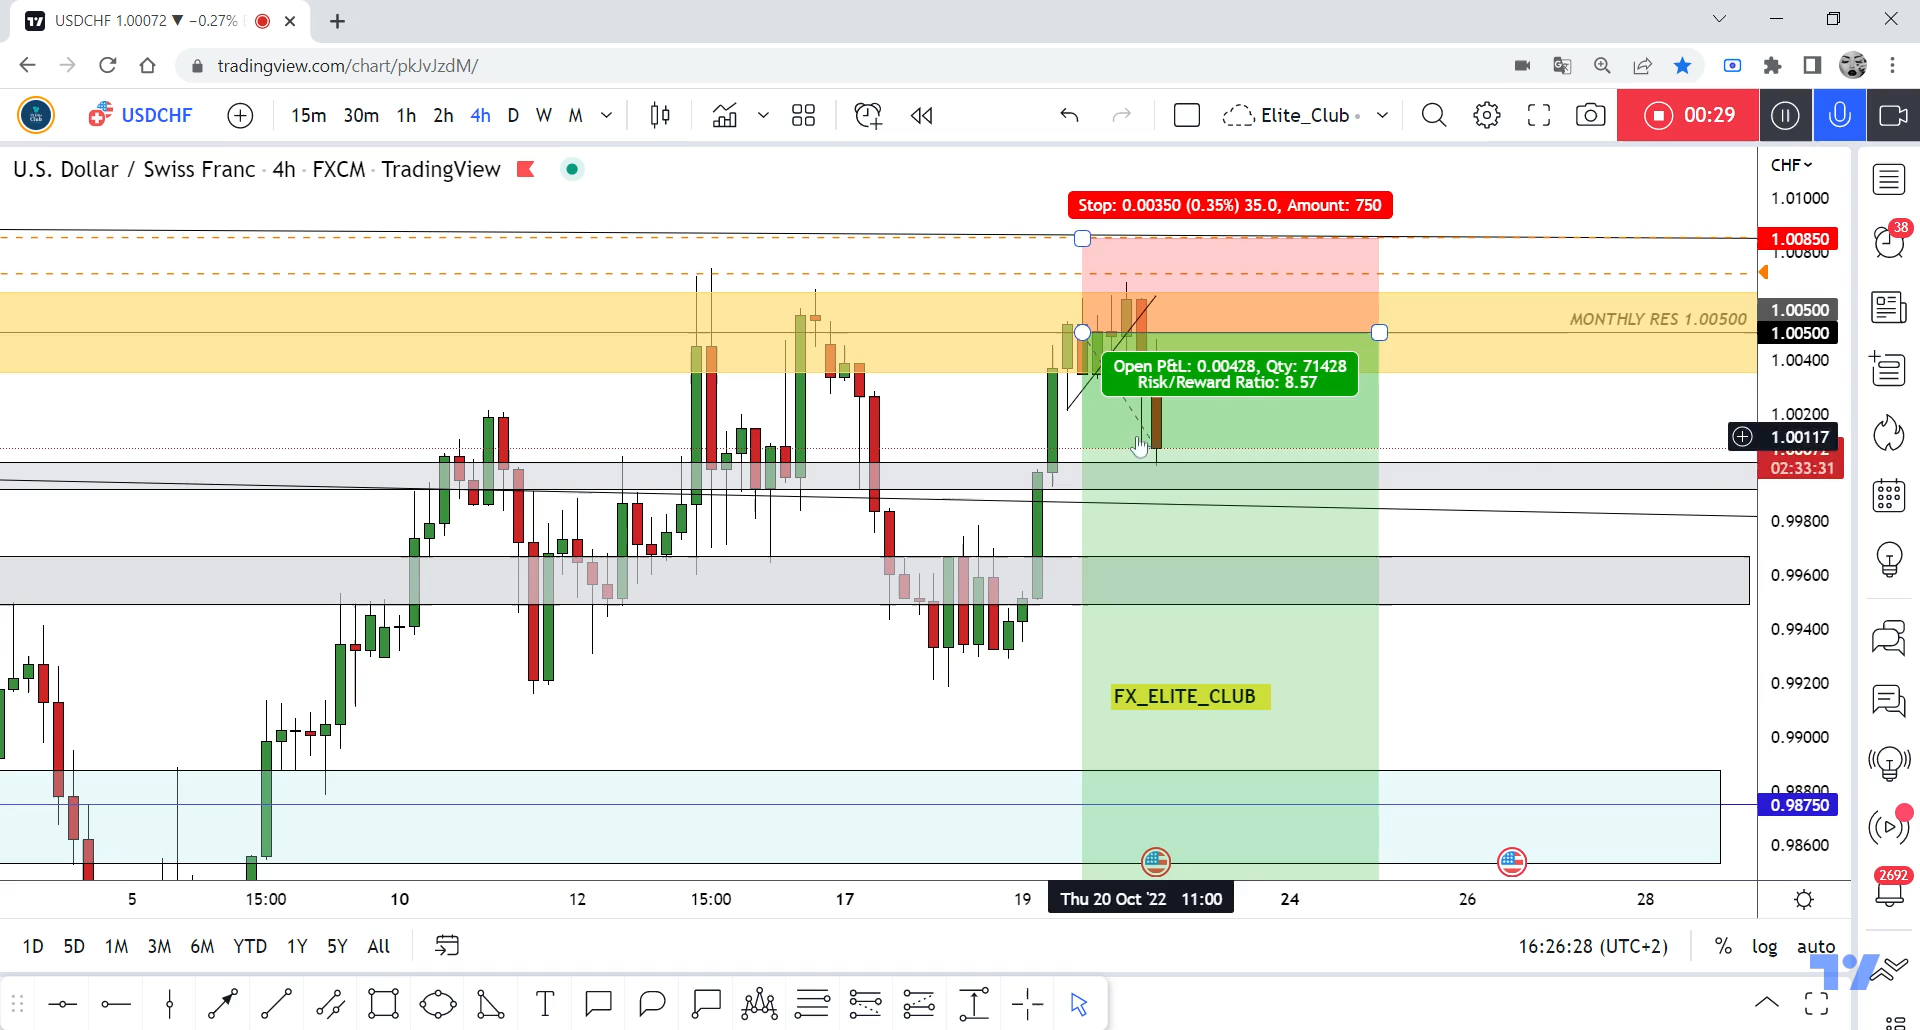 USDCHF 1.00072 ▼ −0.27%
tradingview.com/chart/pkJvJzdM/
USDCHF 15m 30m 1h 2h 4h D W M Elite_Club 00:29
U.S. Dollar / Swiss Franc · 4h · FXCM · TradingView
CHF
1.01000
Stop: 0.00350 (0.35%) 35.0, Amount: 750
1.00850
1.00800
1.00500
MONTHLY RES 1.00500
1.00500
1.00400
Open P&L: 0.00428, Qty: 71428
Risk/Reward Ratio: 8.57
1.00200
1.00117
1.00072
02:33:31
0.99800
0.99600
0.99400
0.99200
FX_ELITE_CLUB
0.99000
0.98800
0.98750
0.98600
5 15:00 10 12 15:00 17 19 Thu 20 Oct '22 11:00 24 26 28
1D 5D 1M 3M 6M YTD 1Y 5Y All 16:26:28 (UTC+2) % log auto
38
2692